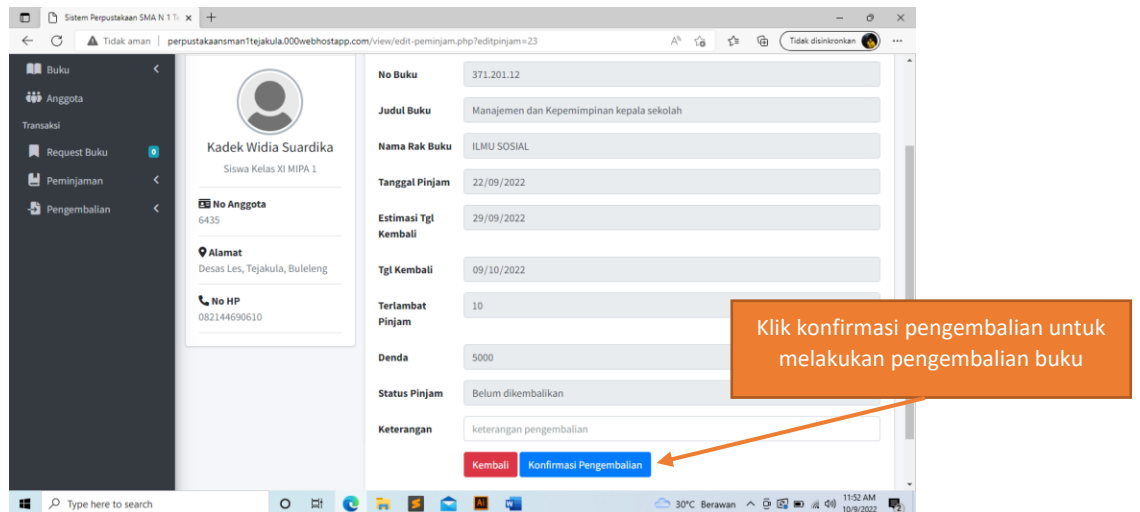 Sistem Perpustakaan SMA N 1 Te
Tidak aman
perpustakaansman1tejakula.000webhostapp.com/view/edit-peminjam.php?editpinjam=23
Tidak disinkronkan
Buku
Anggota
Transaksi
Request Buku 0
Peminjaman
Pengembalian
Kadek Widia Suardika
Siswa Kelas XI MIPA 1
No Anggota
6435
Alamat
Desas Les, Tejakula, Buleleng
No HP
082144690610
No Buku 371.201.12
Judul Buku Manajemen dan Kepemimpinan kepala sekolah
Nama Rak Buku ILMU SOSIAL
Tanggal Pinjam 22/09/2022
Estimasi Tgl
Kembali
29/09/2022
Tgl Kembali 09/10/2022
Terlambat
Pinjam
10
Denda 5000
Status Pinjam Belum dikembalikan
Keterangan keterangan pengembalian
Kembali Konfirmasi Pengembalian
Klik konfirmasi pengembalian untuk
melakukan pengembalian buku
Type here to search
30°C Berawan
11:52 AM
10/9/2022